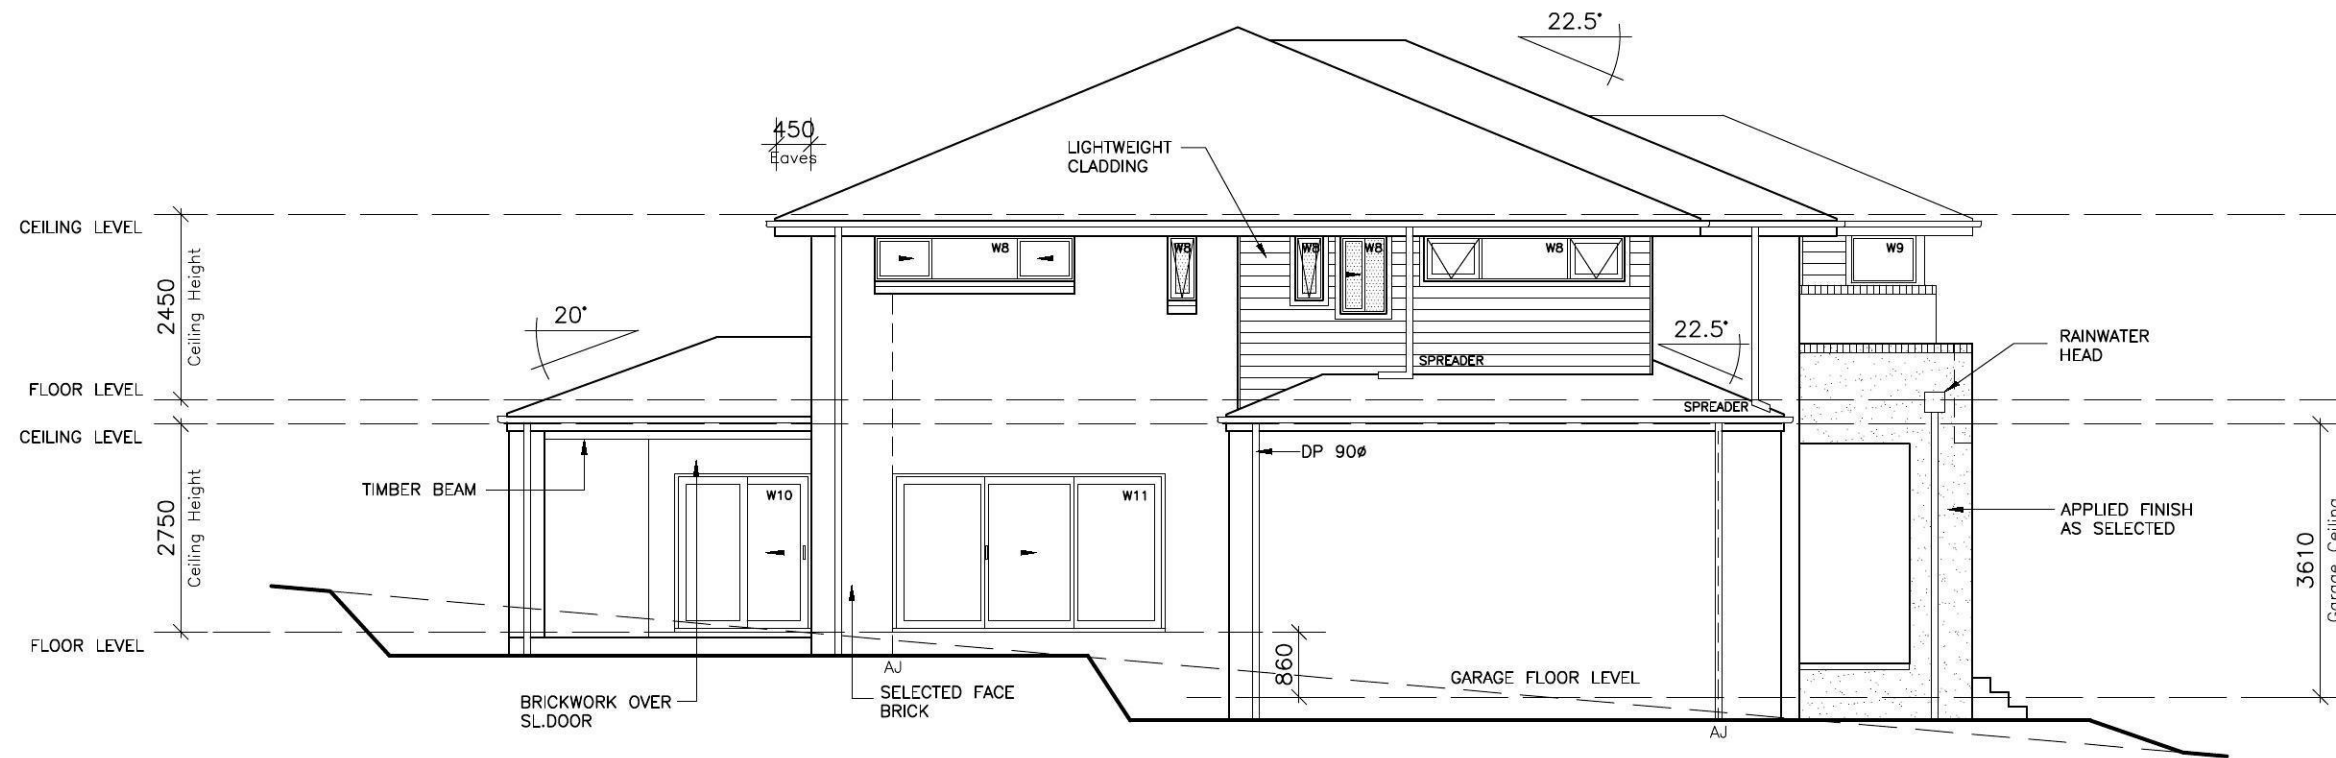 22.5°
450
Eaves
LIGHTWEIGHT
CLADDING
CEILING LEVEL
2450
Ceiling Height
W8
W8
W8
W8
W8
W9
20°
22.5°
SPREADER
RAINWATER
HEAD
FLOOR LEVEL
SPREADER
CEILING LEVEL
DP 90ø
TIMBER BEAM
W10
W11
2750
Ceiling Height
APPLIED FINISH
AS SELECTED
3610
Garage Ceiling
FLOOR LEVEL
860
AJ
GARAGE FLOOR LEVEL
BRICKWORK OVER
SL.DOOR
SELECTED FACE
BRICK
AJ